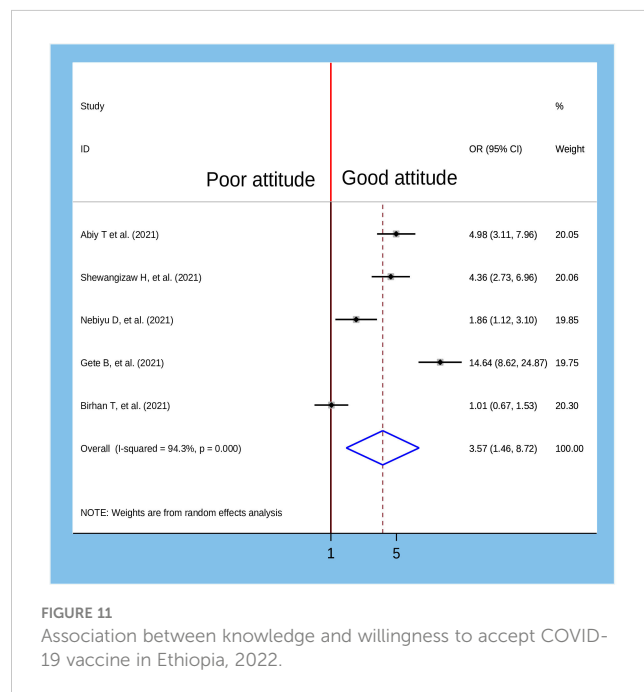 Study %
ID OR (95% CI) Weight
Poor attitude Good attitude
Abiy T et al. (2021) 4.98 (3.11, 7.96) 20.05
Shewangizaw H, et al. (2021) 4.36 (2.73, 6.96) 20.06
Nebiyu D, et al. (2021) 1.86 (1.12, 3.10) 19.85
Gete B, et al. (2021) 14.64 (8.62, 24.87) 19.75
Birhan T, et al. (2021) 1.01 (0.67, 1.53) 20.30
Overall (I-squared = 94.3%, p = 0.000) 3.57 (1.46, 8.72) 100.00
NOTE: Weights are from random effects analysis
1 5
FIGURE 11
Association between knowledge and willingness to accept COVID-
19 vaccine in Ethiopia, 2022.